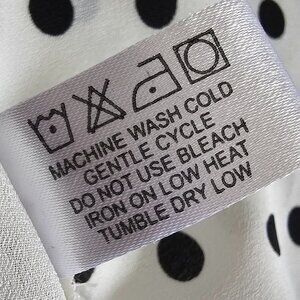 MACHINE WASH COLD
GENTLE CYCLE
DO NOT USE BLEACH
IRON ON LOW HEAT
TUMBLE DRY LOW